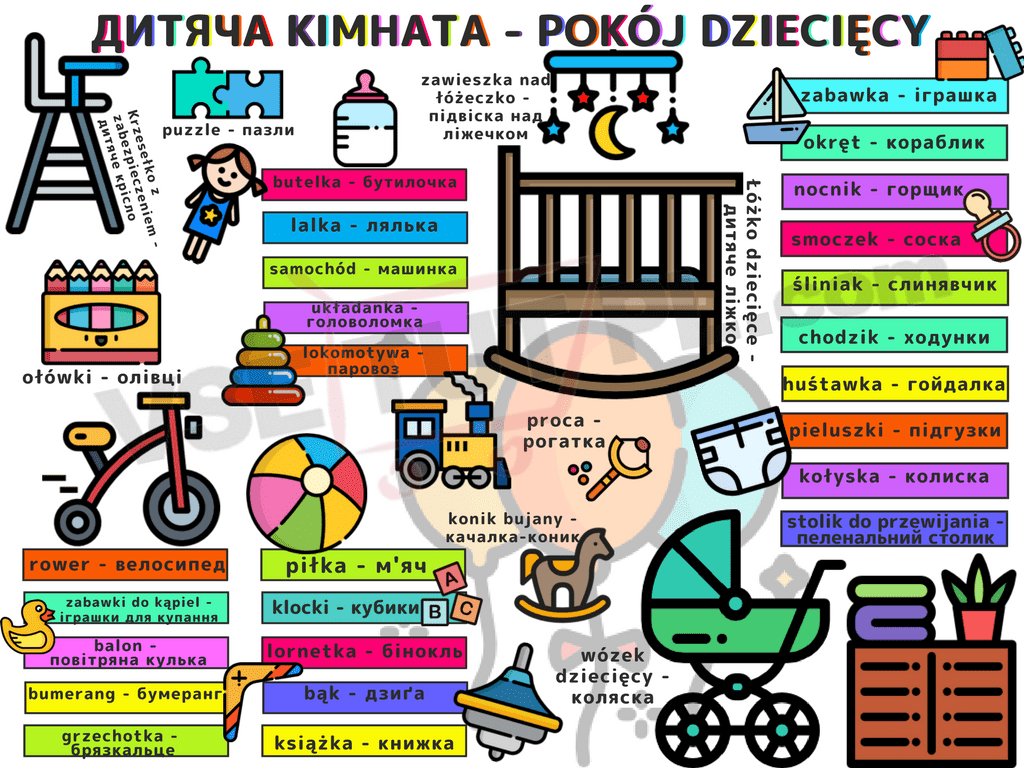 ДИТЯЧА КІМНАТА - POKÓJ DZIECIĘCY
puzzle - пазли
Krzesełko z
zabezpieczeniem -
дитяче крісло
zawieszka nad
łóżeczko -
підвіска над
ліжечком
zabawka - іграшка
okręt - кораблик
nocnik - горщик
smoczek - соска
śliniak - слинявчик
chodzik - ходунки
huśtawka - гойдалка
pieluszki - підгузки
kołyska - колиска
stolik do przewijania -
пеленальний столик
butelka - бутилочка
lalka - лялька
samochód - машинка
układanka -
головоломка
lokomotywa -
паровоз
Łóżko dziecięce -
дитяче ліжко
ołówki - олівці
proca -
рогатка
konik bujany -
качалка-коник
rower - велосипед
zabawki do kąpiel -
іграшки для купання
balon -
повітряна кулька
bumerang - бумеранг
grzechotka -
брязкальце
piłka - м'яч
klocki - кубики
A
B
C
lornetka - бінокль
bąk - дзиґа
książka - книжка
wózek
dziecięcy -
коляска